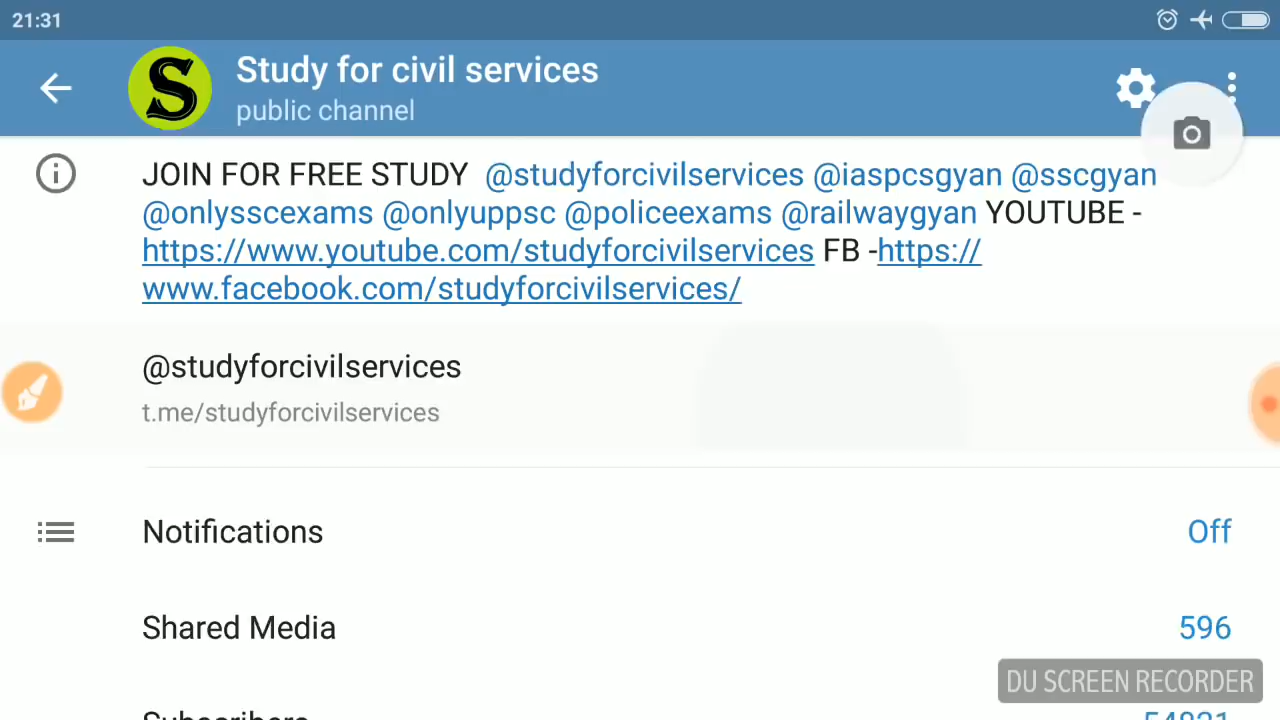 21:31
S
Study for civil services
public channel
JOIN FOR FREE STUDY @studyforcivilservices @iaspcsgyan @sscgyan
@onlysscexams @onlyuppsc @policeexams @railwaygyan YOUTUBE -
https://www.youtube.com/studyforcivilservices FB -https://
www.facebook.com/studyforcivilservices/
@studyforcivilservices
t.me/studyforcivilservices
Notifications Off
Shared Media 596
DU SCREEN RECORDER
Subscribers 54821